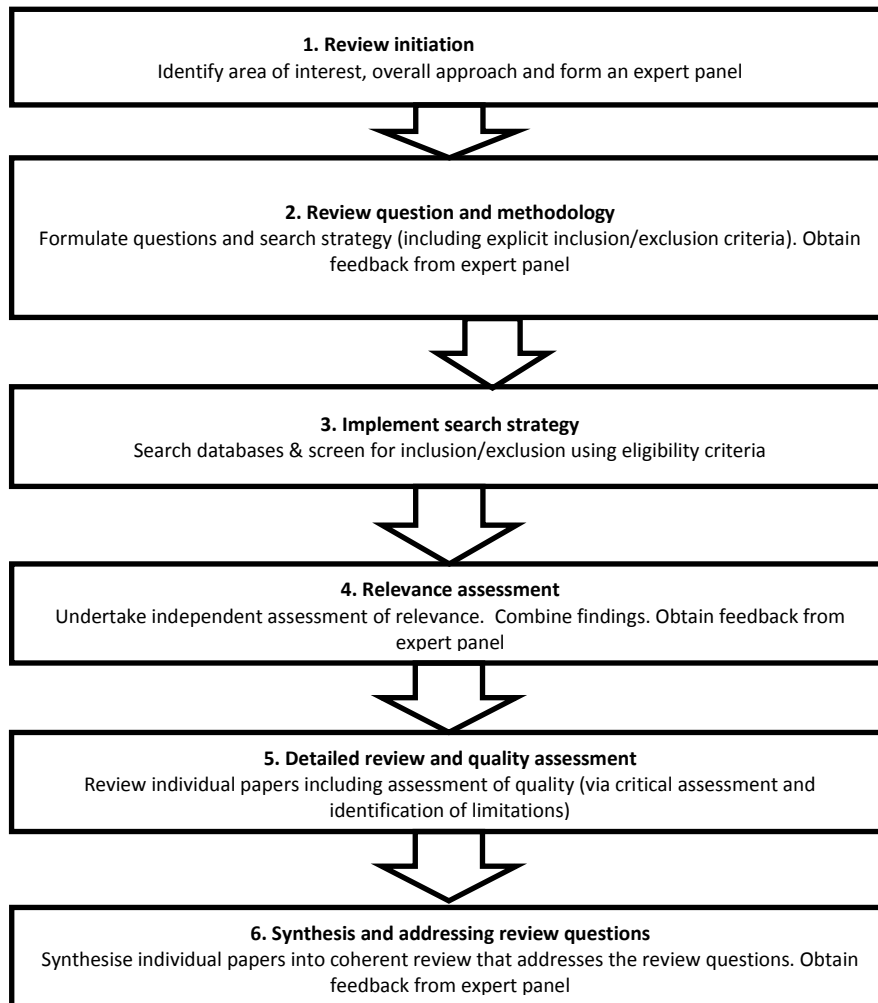 1. Review initiation
Identify area of interest, overall approach and form an expert panel
2. Review question and methodology
Formulate questions and search strategy (including explicit inclusion/exclusion criteria). Obtain
feedback from expert panel
3. Implement search strategy
Search databases & screen for inclusion/exclusion using eligibility criteria
4. Relevance assessment
Undertake independent assessment of relevance.  Combine findings. Obtain feedback from
expert panel
5. Detailed review and quality assessment
Review individual papers including assessment of quality (via critical assessment and
identification of limitations)
6. Synthesis and addressing review questions
Synthesise individual papers into coherent review that addresses the review questions. Obtain
feedback from expert panel